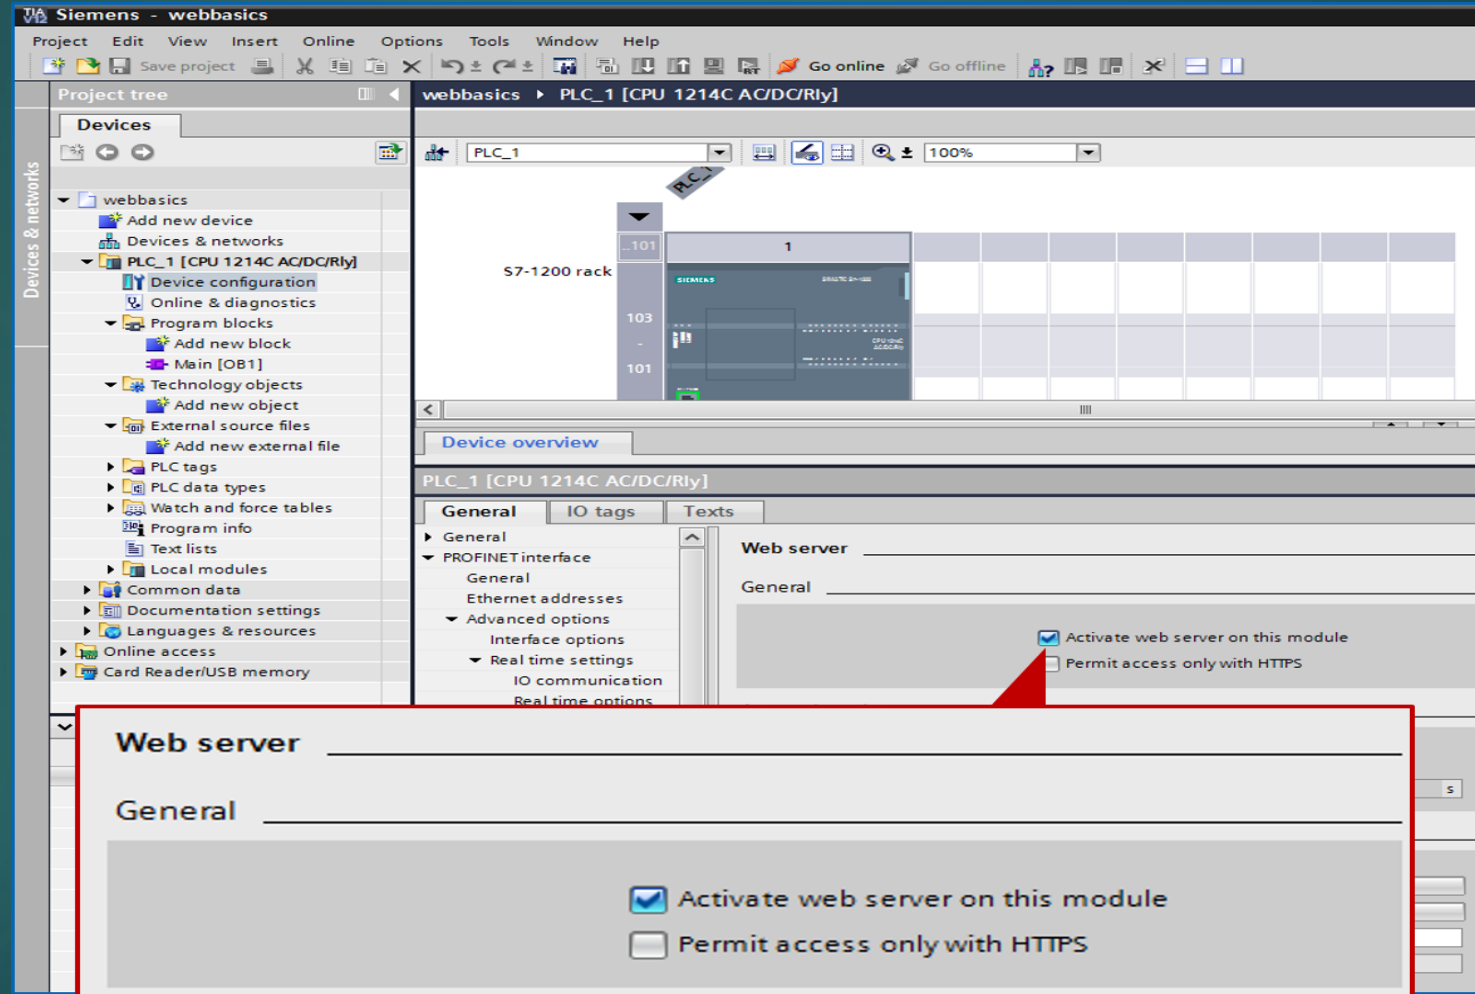 TIA V12 Siemens - webbasics
Project Edit View Insert Online Options Tools Window Help
Save project Go online Go offline
Project tree
webbasics PLC_1 [CPU 1214C AC/DC/Rly]
Devices
Devices & networks
PLC_1 100%
webbasics
Add new device
Devices & networks
PLC_1 [CPU 1214C AC/DC/Rly]
Device configuration
Online & diagnostics
Program blocks
Add new block
Main [OB1]
Technology objects
Add new object
External source files
Add new external file
PLC tags
PLC data types
Watch and force tables
Program info
Text lists
Local modules
Common data
Documentation settings
Languages & resources
Online access
Card Reader/USB memory
PLC_1
..101 1
S7-1200 rack
SIEMENS
103
-
101
Device overview
PLC_1 [CPU 1214C AC/DC/Rly]
General IO tags Texts
General
PROFINET interface
General
Ethernet addresses
Advanced options
Interface options
Real time settings
IO communication
Real time options
Web server
General
Activate web server on this module
Permit access only with HTTPS
s
Web server
General
Activate web server on this module
Permit access only with HTTPS